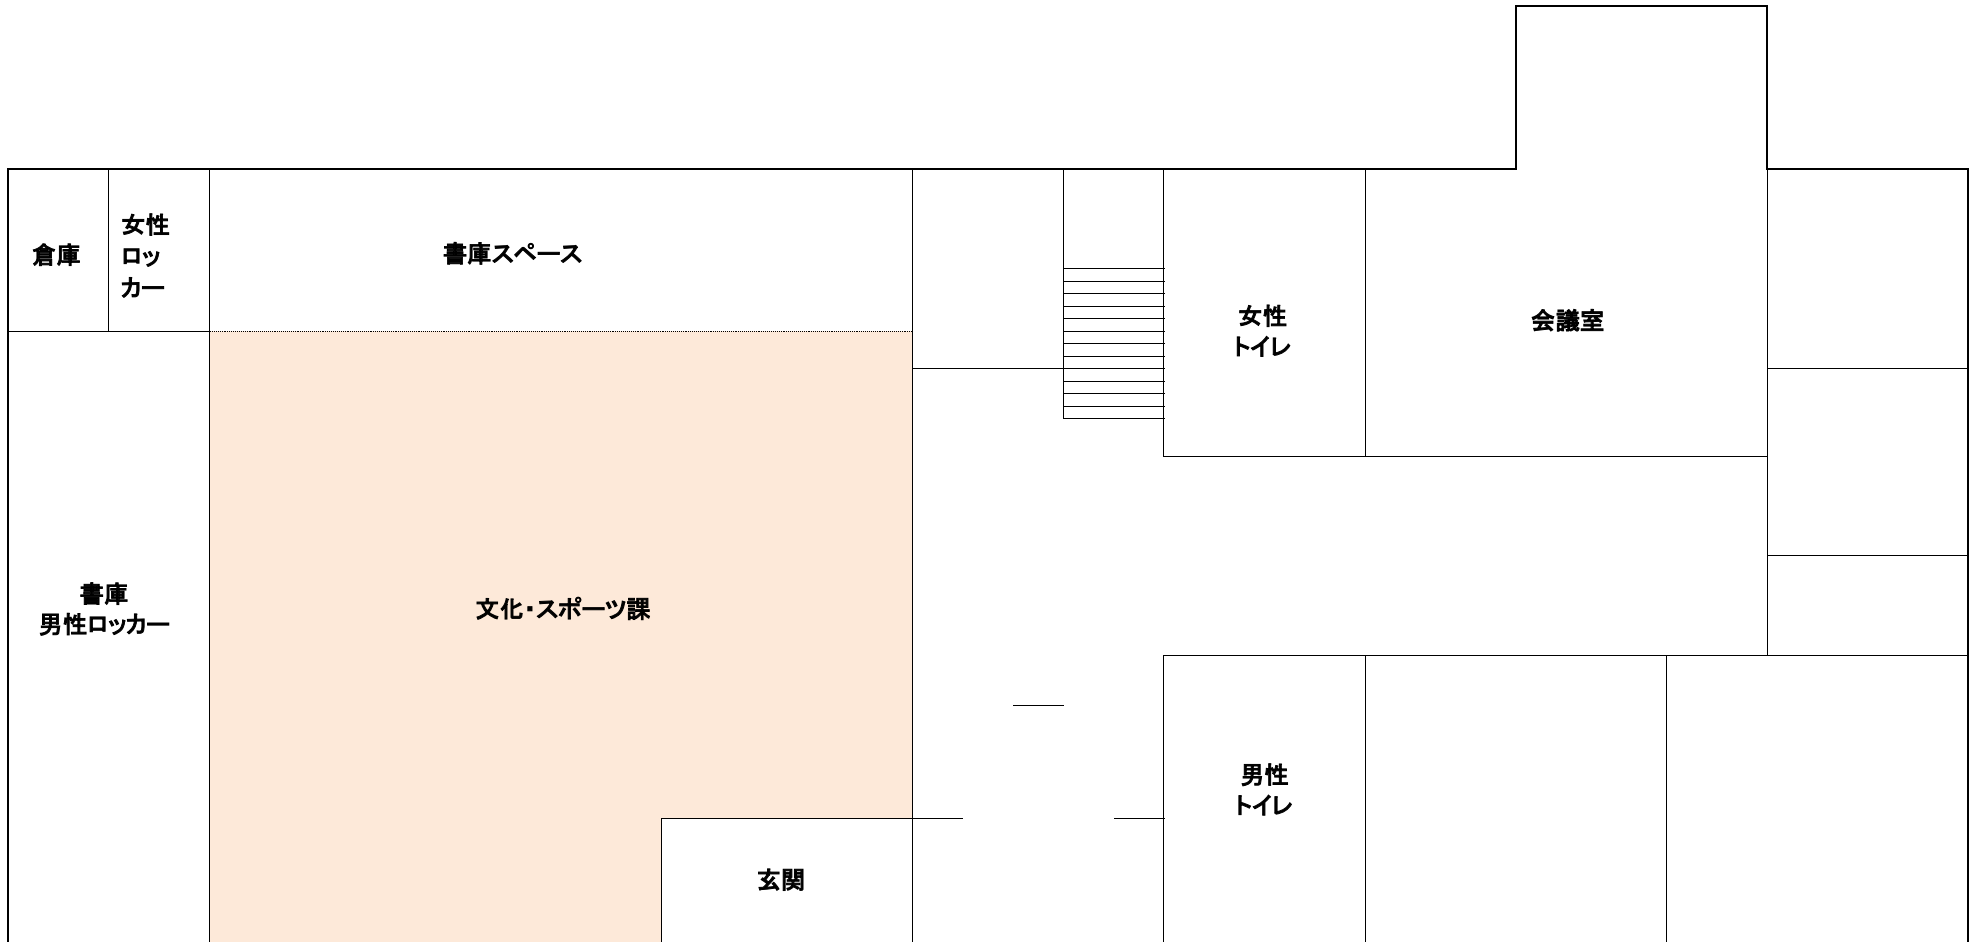 倉庫
女性
ロッ
カー
書庫スペース
女性
トイレ
会議室
書庫
男性ロッカー
文化・スポーツ課
男性
トイレ
玄関